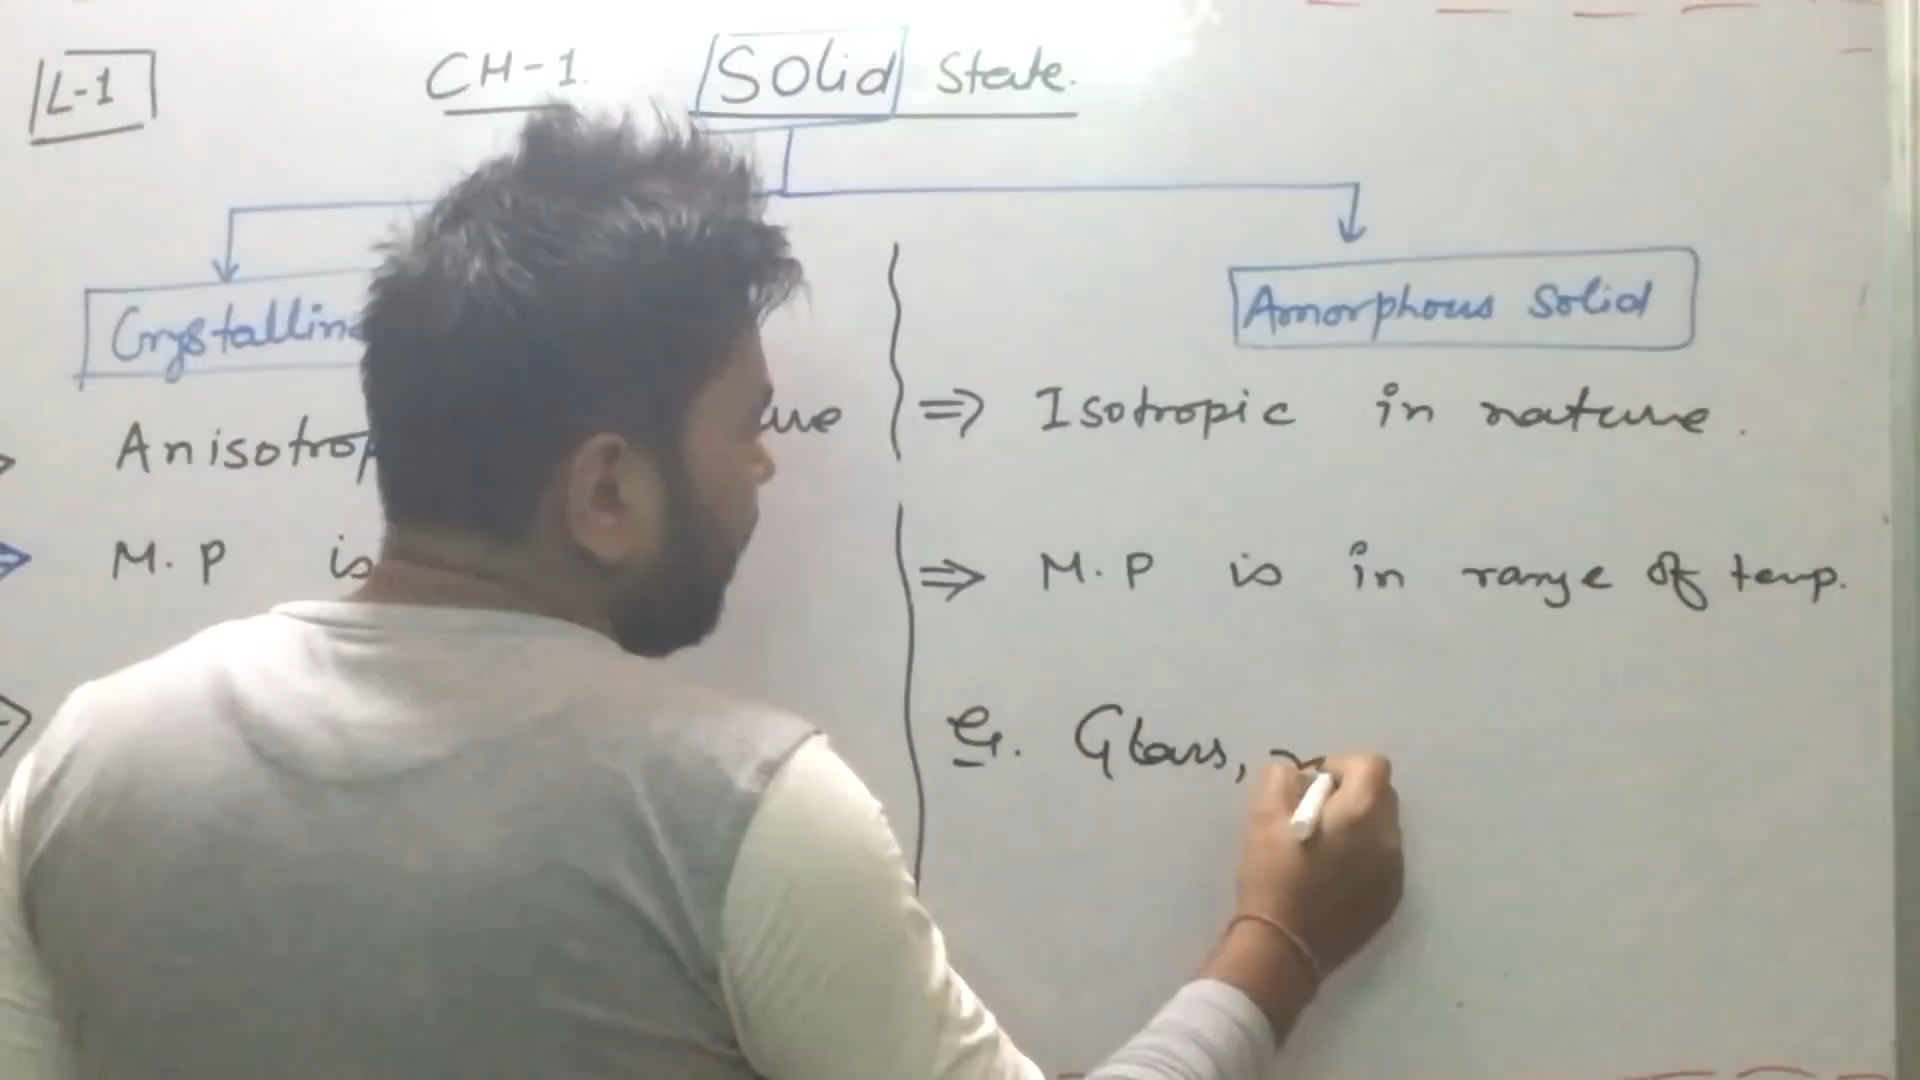 L-1
CH-1. Solid State.
Crystalline
Amorphous Solid
Anisotrop
⇒ Isotropic in nature.
M.P is
⇒ M.P is in range of temp.
Eg. Glass,